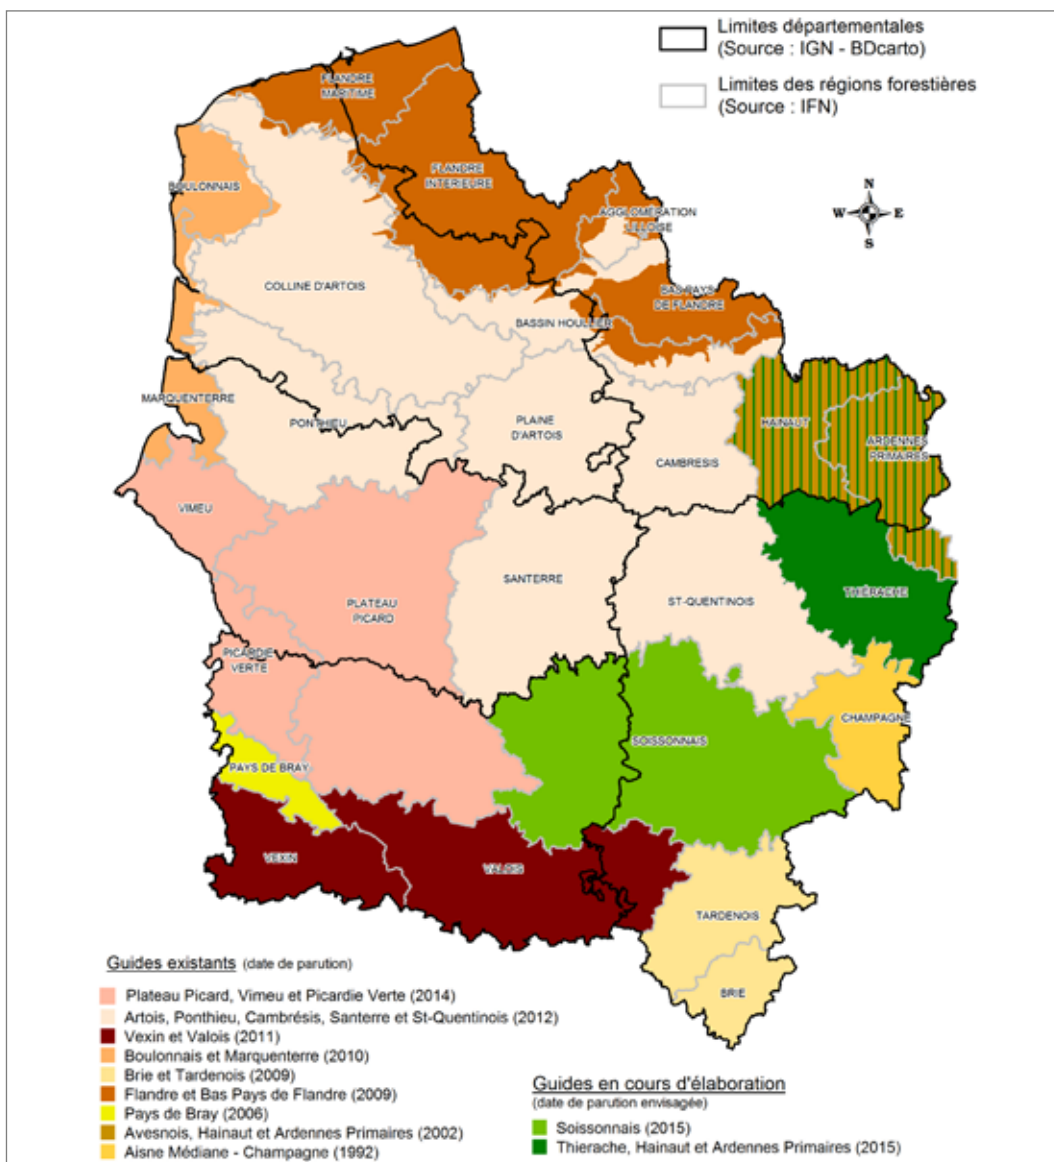 Limites départementales
(Source : IGN - BDcarto)
Limites des régions forestières
(Source : IFN)
N
W E
S
FLANDRE
MARITIME
FLANDRE
INTERIEURE
BOULONNAIS
AGGLOMERATION
LILLOISE
COLLINE D'ARTOIS
BAS PAYS
DE FLANDRE
BASSIN HOUILLER
MARQUENTERRE
PONTHIEU
PLAINE
D'ARTOIS
HAINAUT
ARDENNES
PRIMAIRES
CAMBRESIS
VIMEU
SANTERRE
ST-QUENTINOIS
THIÉRACHE
PLATEAU
PICARD
PICARDIE
VERTE
CHAMPAGNE
SOISSONNAIS
PAYS DE BRAY
VEXIN
VALOIS
TARDENOIS
BRIE
Guides existants (date de parution)
Plateau Picard, Vimeu et Picardie Verte (2014)
Artois, Ponthieu, Cambrésis, Santerre et St-Quentinois (2012)
Vexin et Valois (2011)
Boulonnais et Marquenterre (2010)
Brie et Tardenois (2009)
Flandre et Bas Pays de Flandre (2009)
Pays de Bray (2006)
Avesnois, Hainaut et Ardennes Primaires (2002)
Aisne Médiane - Champagne (1992)
Guides en cours d'élaboration
(date de parution envisagée)
Soissonnais (2015)
Thierache, Hainaut et Ardennes Primaires (2015)